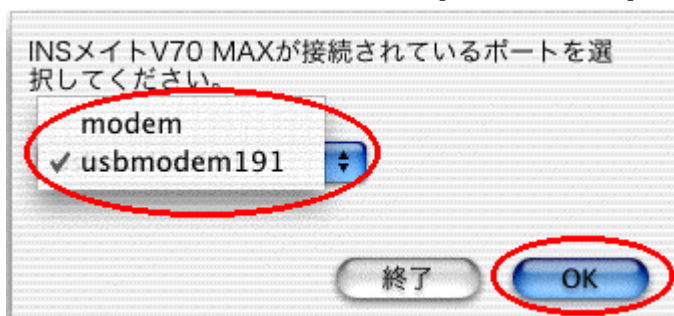 INSメイトV70 MAXが接続されているポートを選
択してください。
modem
✓ usbmodem191
終了
OK